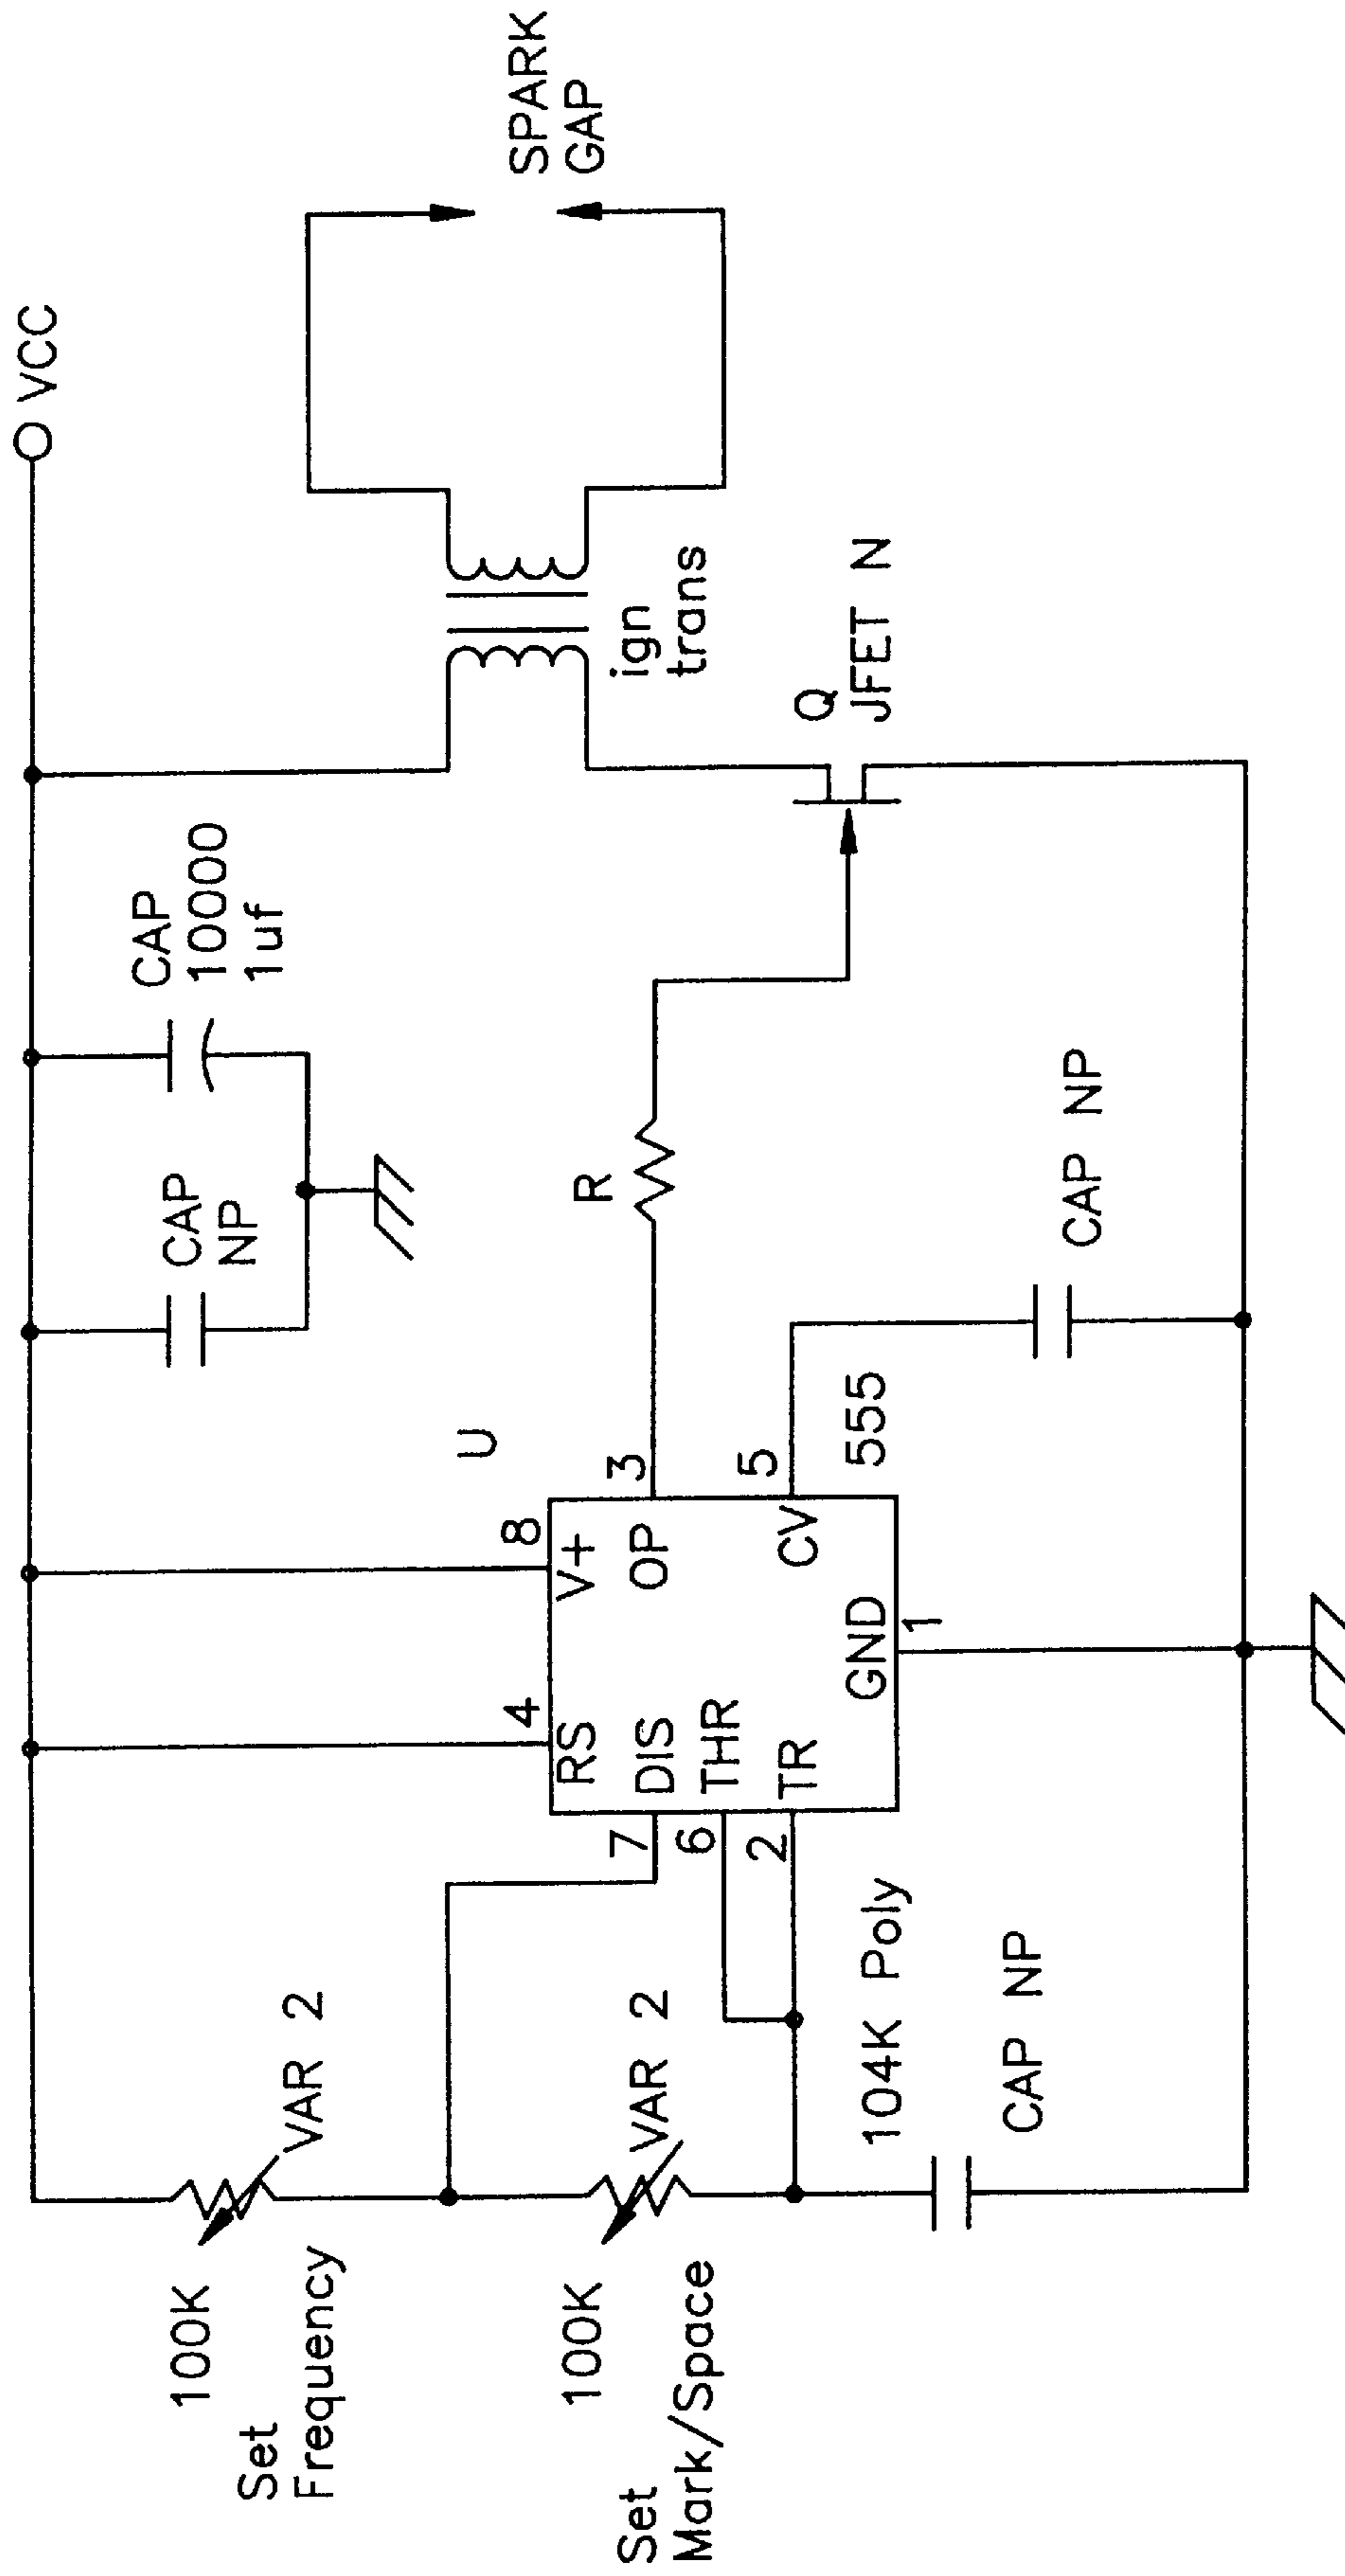 VCC
100K
Set
Frequency
VAR 2
100K
Set
Mark/Space
VAR 2
104K Poly
CAP NP
4
8
RS
V+
7
DIS
6
THR
2
TR
OP
3
CV
5
GND
1
U
555
CAP
NP
CAP
10000
1uf
R
CAP NP
Q
JFET N
ign
trans
SPARK
GAP